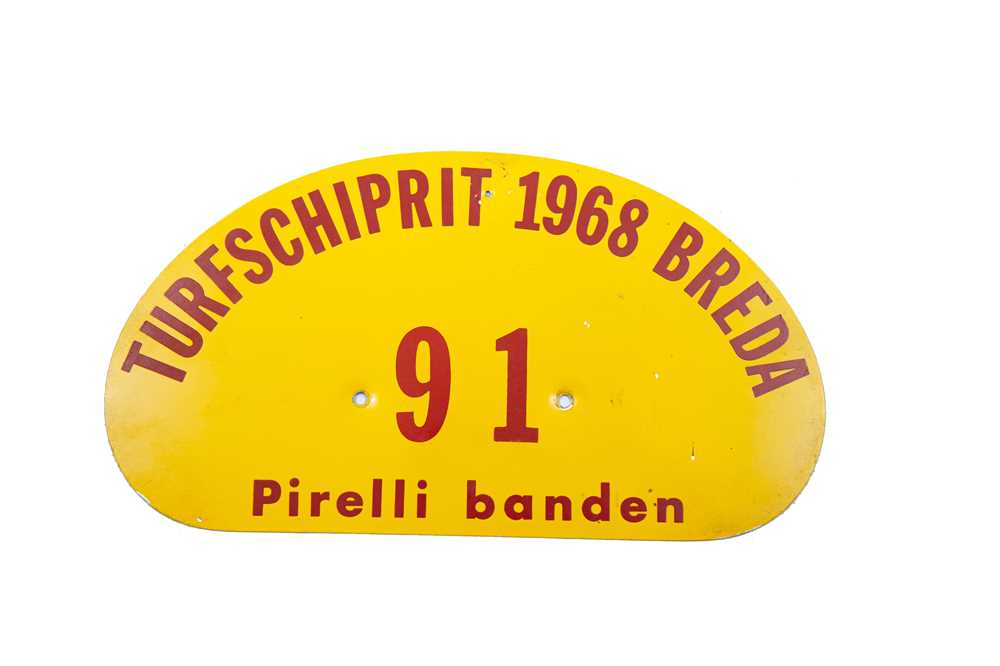 TURFSCHIPRIT 1968 BREDA
91
Pirelli banden